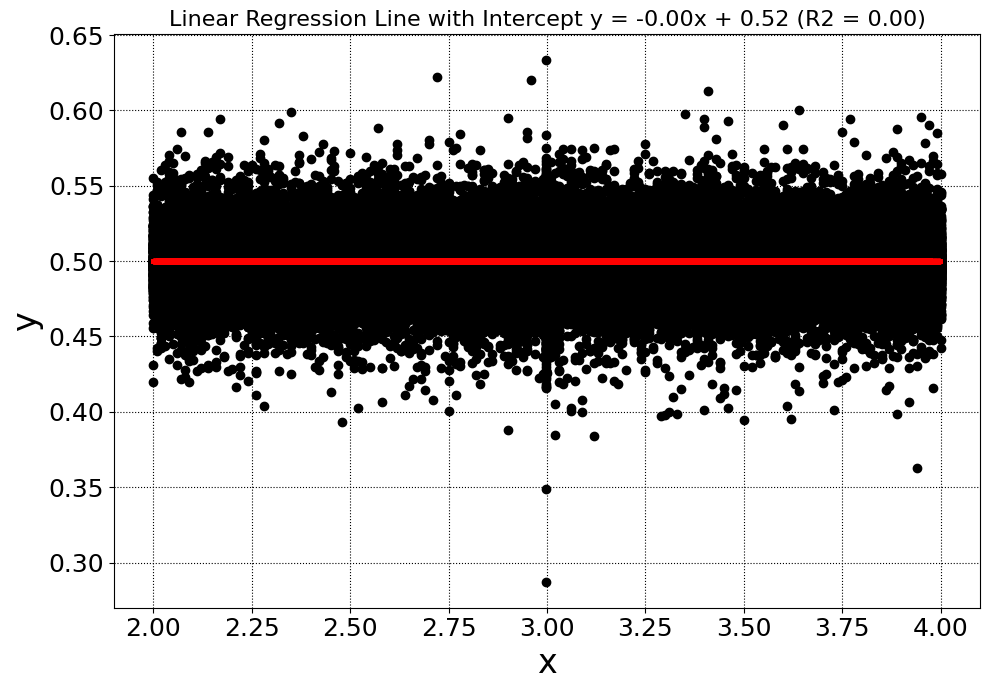 Linear Regression Line with Intercept y = -0.00x + 0.52 (R2 = 0.00)
0.65
0.60
0.55
0.50
0.45
0.40
0.35
0.30
y
2.00 2.25 2.50 2.75 3.00 3.25 3.50 3.75 4.00
x